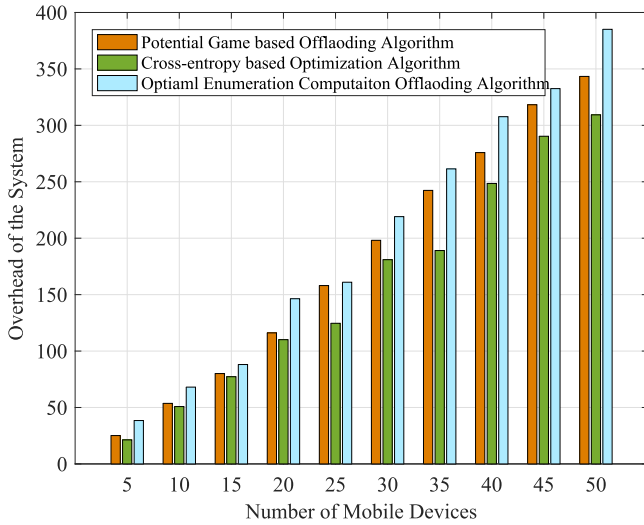 400
350
300
250
200
150
100
50
0
Overhead of the System
Potential Game based Offlaoding Algorithm
Cross-entropy based Optimization Algorithm
Optiaml Enumeration Computaiton Offlaoding Algorithm
5 10 15 20 25 30 35 40 45 50
Number of Mobile Devices